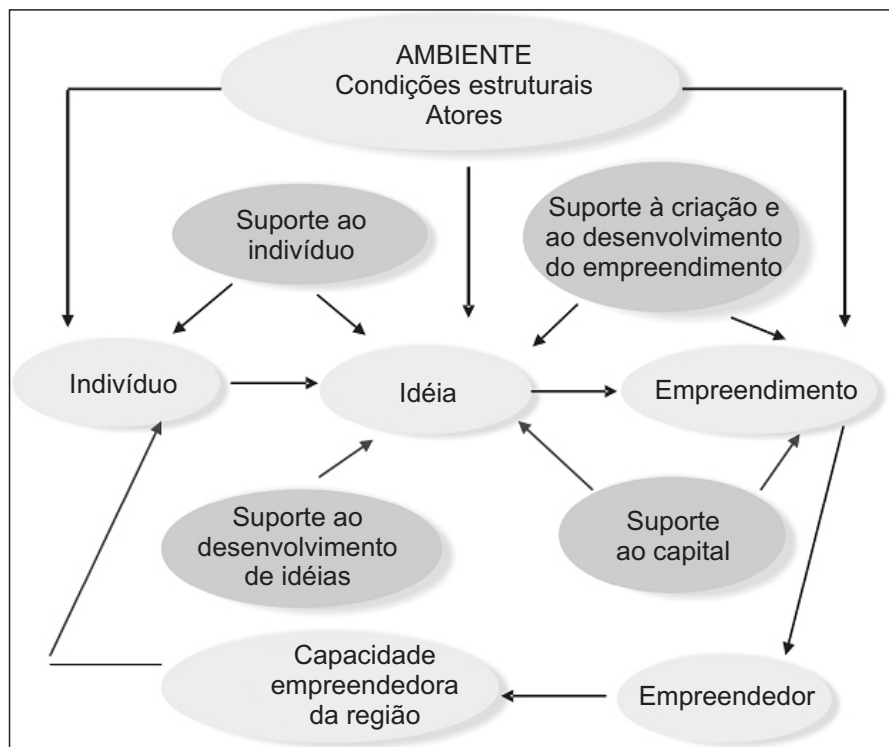 AMBIENTE
Condições estruturais
Atores
Suporte ao
indivíduo
Suporte à criação e
ao desenvolvimento
do empreendimento
Indivíduo
Idéia
Empreendimento
Suporte ao
desenvolvimento
de idéias
Suporte
ao capital
Capacidade
empreendedora
da região
Empreendedor